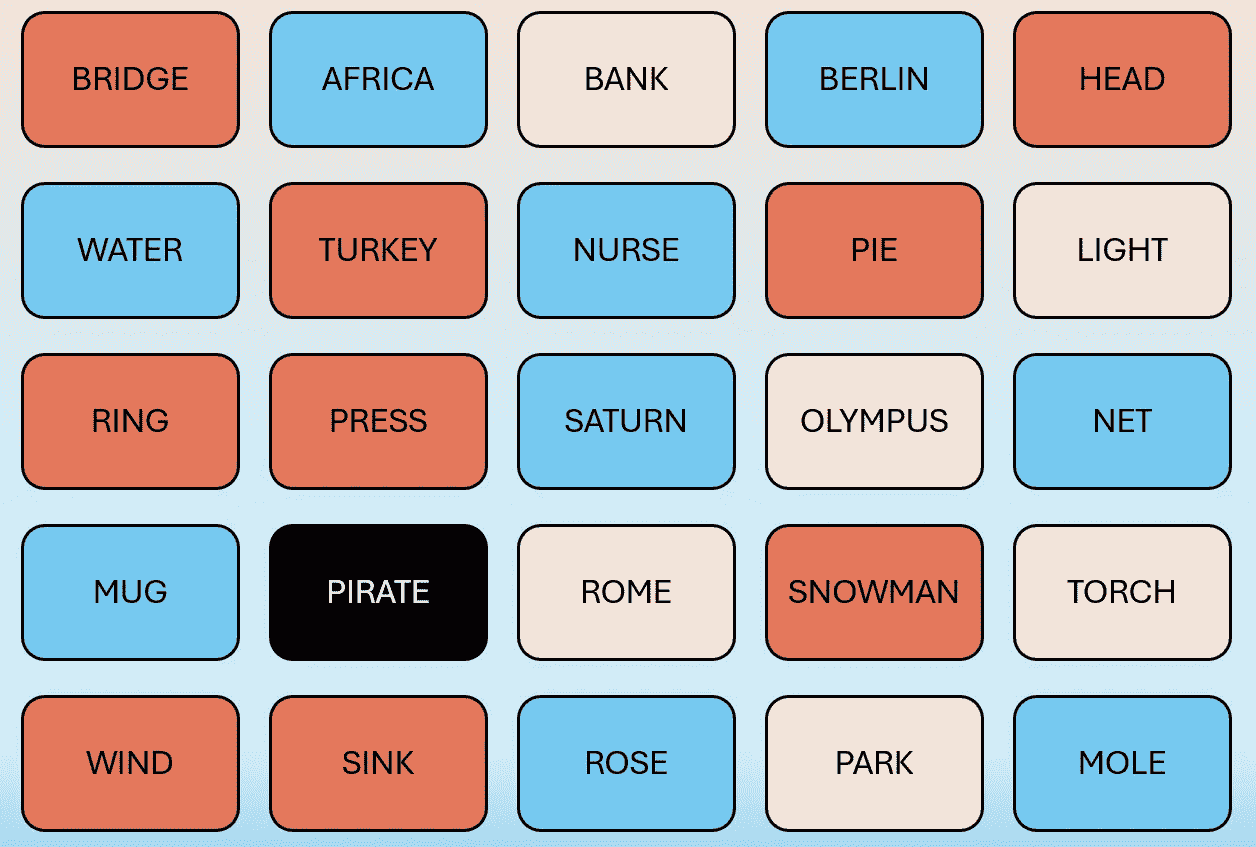 BRIDGE AFRICA BANK BERLIN HEAD
WATER TURKEY NURSE PIE LIGHT
RING PRESS SATURN OLYMPUS NET
MUG PIRATE ROME SNOWMAN TORCH
WIND SINK ROSE PARK MOLE